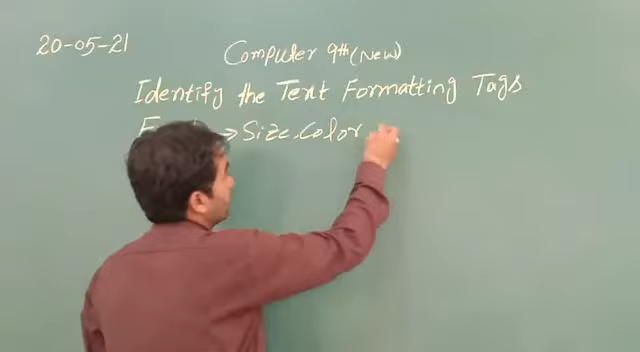 20-05-21
Computer 9th (New)
Identify the Text Formatting Tags
→ Size, Color